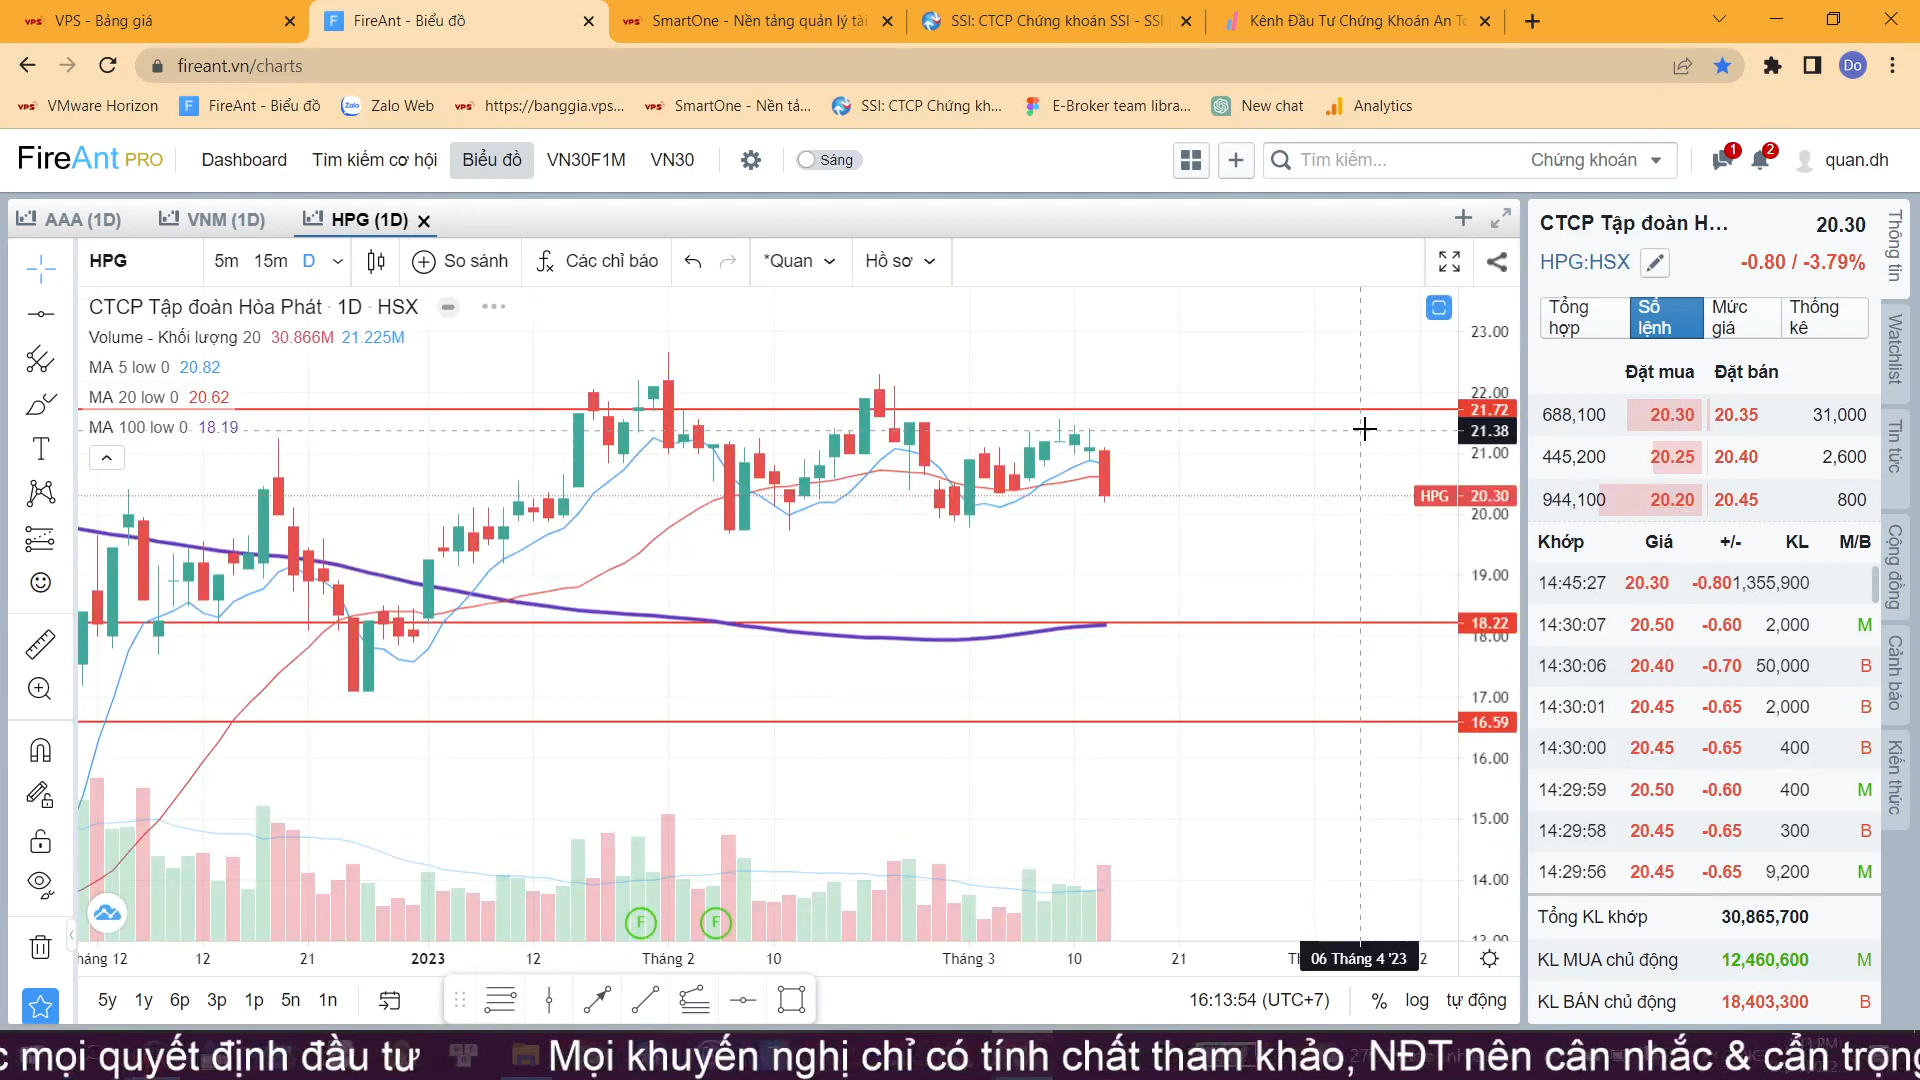 VPS - Bảng giá
FireAnt - Biểu đồ
SmartOne - Nền tảng quản lý tài
SSI: CTCP Chứng khoán SSI - SSI
Kênh Đầu Tư Chứng Khoán An To
fireant.vn/charts
Do
VMware Horizon
FireAnt - Biểu đồ
Zalo Web
https://banggia.vps...
SmartOne - Nền tả...
SSI: CTCP Chứng kh...
E-Broker team libra...
New chat
Analytics
FireAnt PRO
Dashboard
Tìm kiếm cơ hội
Biểu đồ
VN30F1M
VN30
Sáng
Tìm kiếm...
Chứng khoán
1
2
quan.dh
AAA (1D)
VNM (1D)
HPG (1D)
HPG
5m 15m D
So sánh
Các chỉ báo
*Quan
Hồ sơ
CTCP Tập đoàn Hòa Phát · 1D · HSX
Volume - Khối lượng 20 30.866M 21.225M
MA 5 low 0 20.82
MA 20 low 0 20.62
MA 100 low 0 18.19
23.00
22.00
21.72
21.38
21.00
HPG 20.30
20.00
19.00
18.22
18.00
17.00
16.59
16.00
15.00
14.00
13.00
F
F
háng 12
12
21
2023
12
Tháng 2
10
Tháng 3
10
21
06 Tháng 4 '23
5y 1y 6p 3p 1p 5n 1n
16:13:54 (UTC+7)
% log tự động
CTCP Tập đoàn H... 20.30
HPG:HSX -0.80 / -3.79%
Tổng hợp
Sổ lệnh
Mức giá
Thống kê
Đặt mua Đặt bán
688,100 20.30 20.35 31,000
445,200 20.25 20.40 2,600
944,100 20.20 20.45 800
Khớp Giá +/- KL M/B
14:45:27 20.30 -0.80 1,355,900
14:30:07 20.50 -0.60 2,000 M
14:30:06 20.40 -0.70 50,000 B
14:30:01 20.45 -0.65 2,000 B
14:30:00 20.45 -0.65 400 B
14:29:59 20.50 -0.60 400 M
14:29:58 20.45 -0.65 300 B
14:29:56 20.45 -0.65 9,200 M
Tổng KL khớp 30,865,700
KL MUA chủ động 12,460,600 M
KL BÁN chủ động 18,403,300 B
Thông tin
Watchlist
Tin tức
Cộng đồng
Cảnh báo
Kiến thức
c mọi quyết định đầu tư Mọi khuyến nghị chỉ có tính chất tham khảo, NĐT nên cân nhắc & cẩn trọng